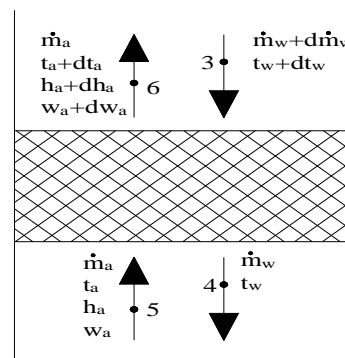 ṁa
ta+dta
ha+dha
wa+dwa
6
3
ṁw+dṁw
tw+dtw
ṁa
ta
ha
wa
5
4
ṁw
tw